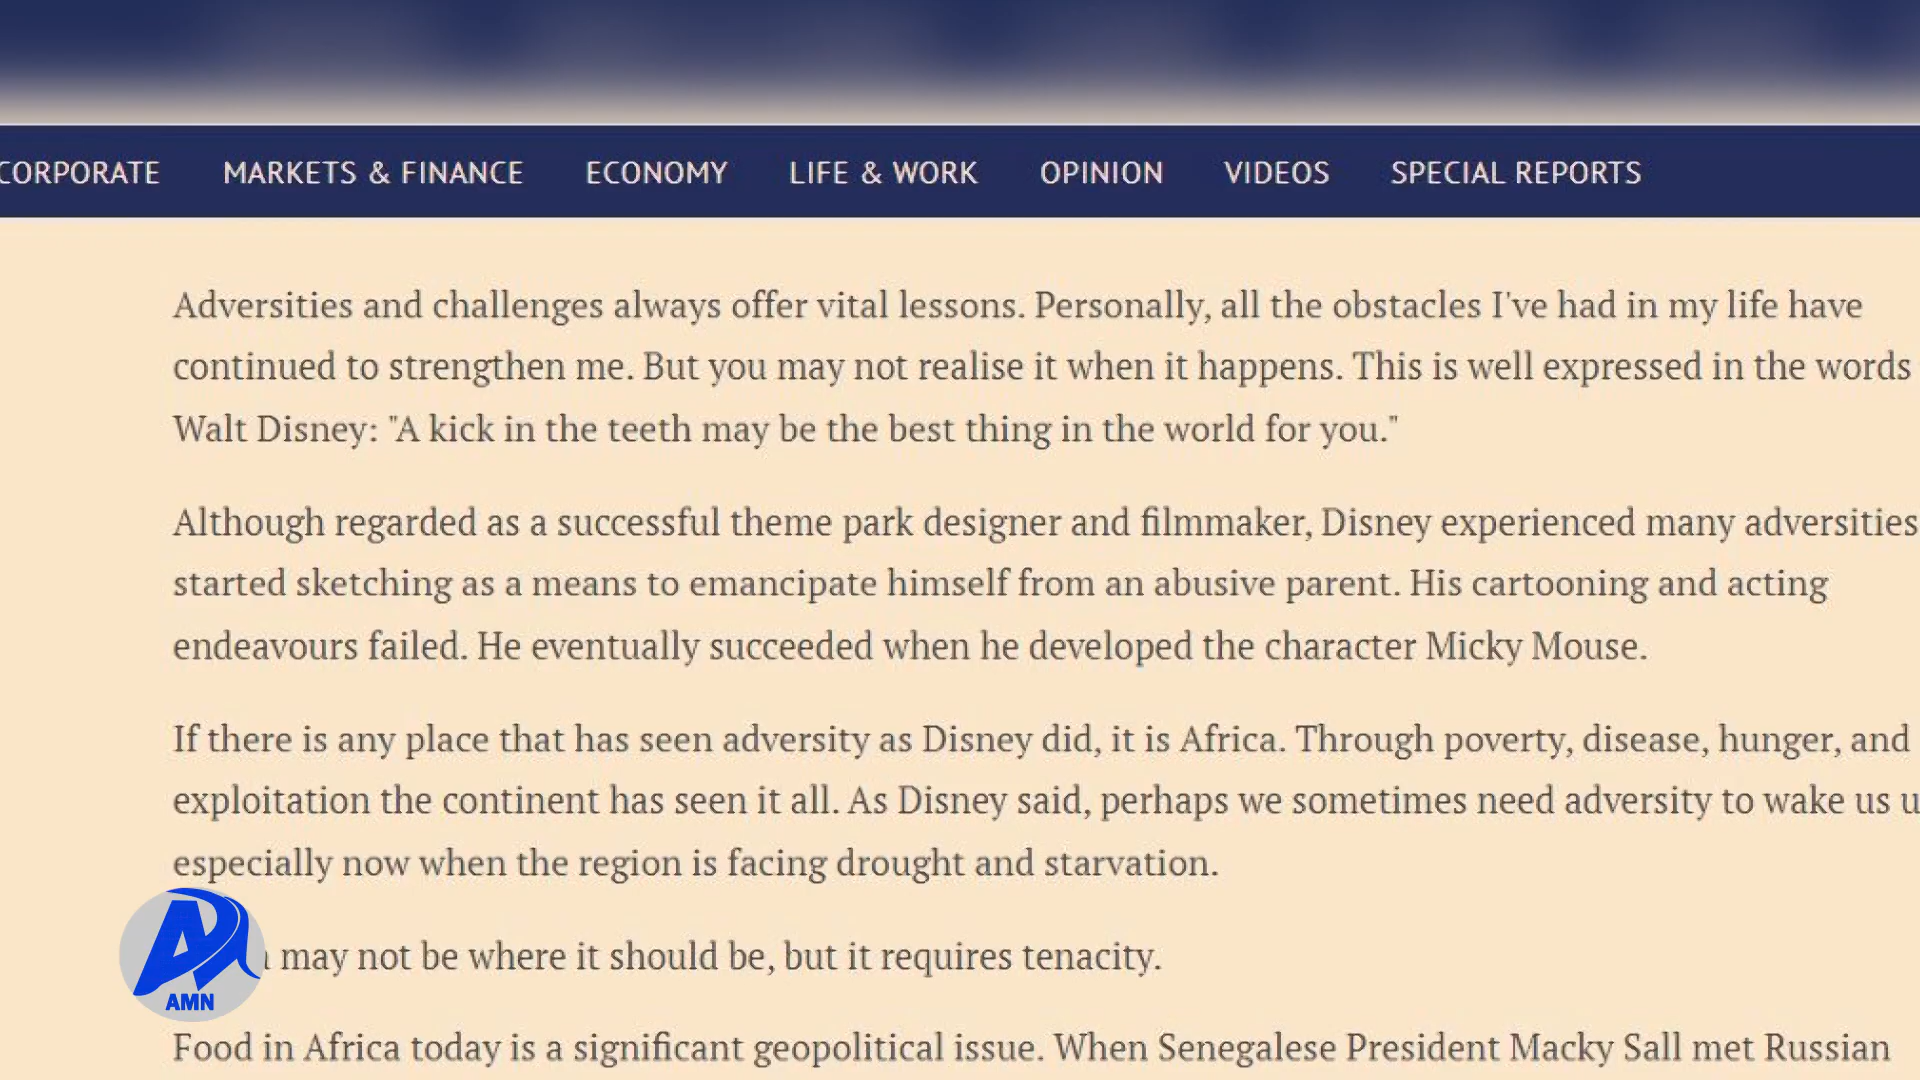 CORPORATE MARKETS & FINANCE ECONOMY LIFE & WORK OPINION VIDEOS SPECIAL REPORTS
Adversities and challenges always offer vital lessons. Personally, all the obstacles I've had in my life have
continued to strengthen me. But you may not realise it when it happens. This is well expressed in the words
Walt Disney: "A kick in the teeth may be the best thing in the world for you."
Although regarded as a successful theme park designer and filmmaker, Disney experienced many adversities
started sketching as a means to emancipate himself from an abusive parent. His cartooning and acting
endeavours failed. He eventually succeeded when he developed the character Micky Mouse.
If there is any place that has seen adversity as Disney did, it is Africa. Through poverty, disease, hunger, and
exploitation the continent has seen it all. As Disney said, perhaps we sometimes need adversity to wake us u
especially now when the region is facing drought and starvation.
may not be where it should be, but it requires tenacity.
AMN
Food in Africa today is a significant geopolitical issue. When Senegalese President Macky Sall met Russian